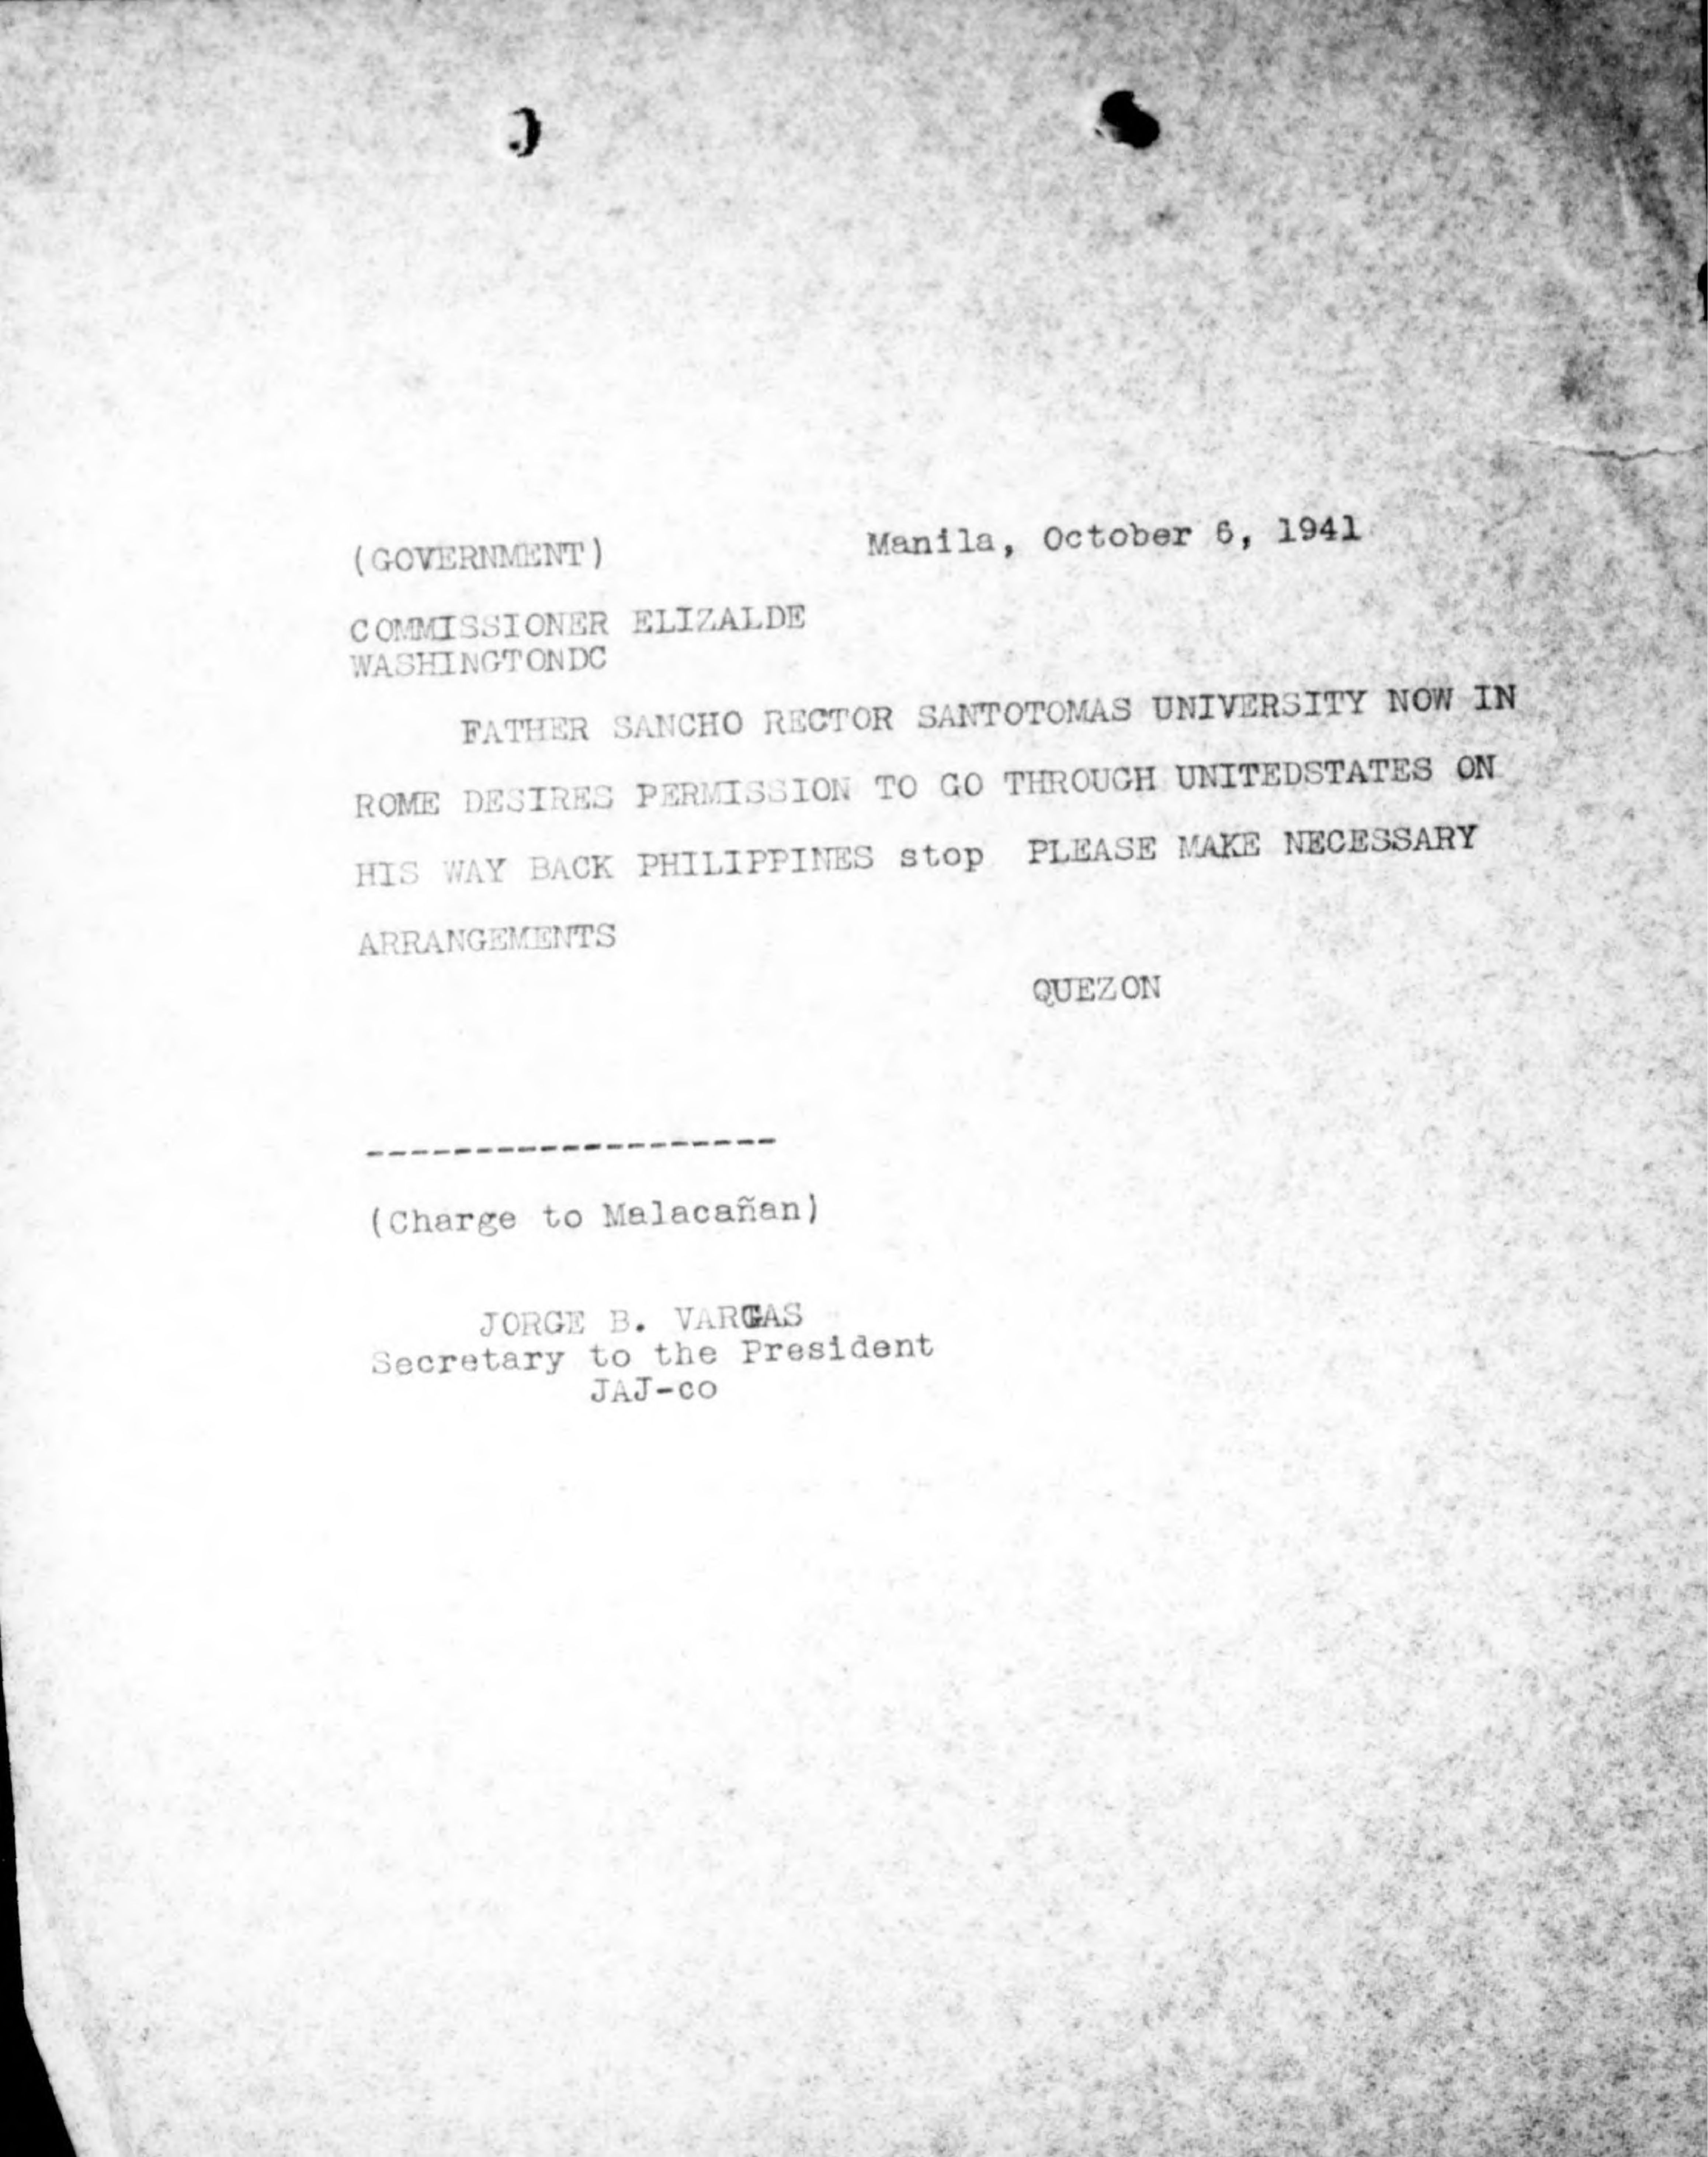 (GOVERNMENT) Manila, October 6, 1941
COMMISSIONER ELIZALDE
WASHINGTONDC
FATHER SANCHO RECTOR SANTOTOMAS UNIVERSITY NOW IN
ROME DESIRES PERMISSION TO GO THROUGH UNITEDSTATES ON
HIS WAY BACK PHILIPPINES stop PLEASE MAKE NECESSARY
ARRANGEMENTS
QUEZON
-------------------
(Charge to Malacañan)
JORGE B. VARGAS
Secretary to the President
JAJ-co